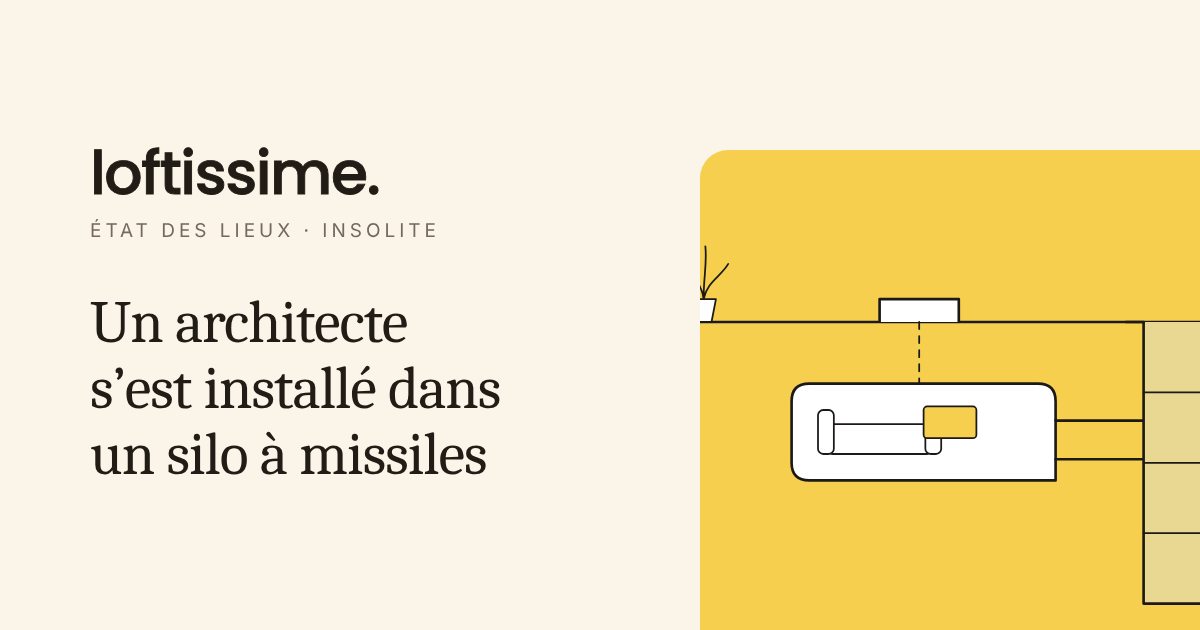 loftissime.
ÉTAT DES LIEUX · INSOLITE
Un architecte
s’est installé dans
un silo à missiles